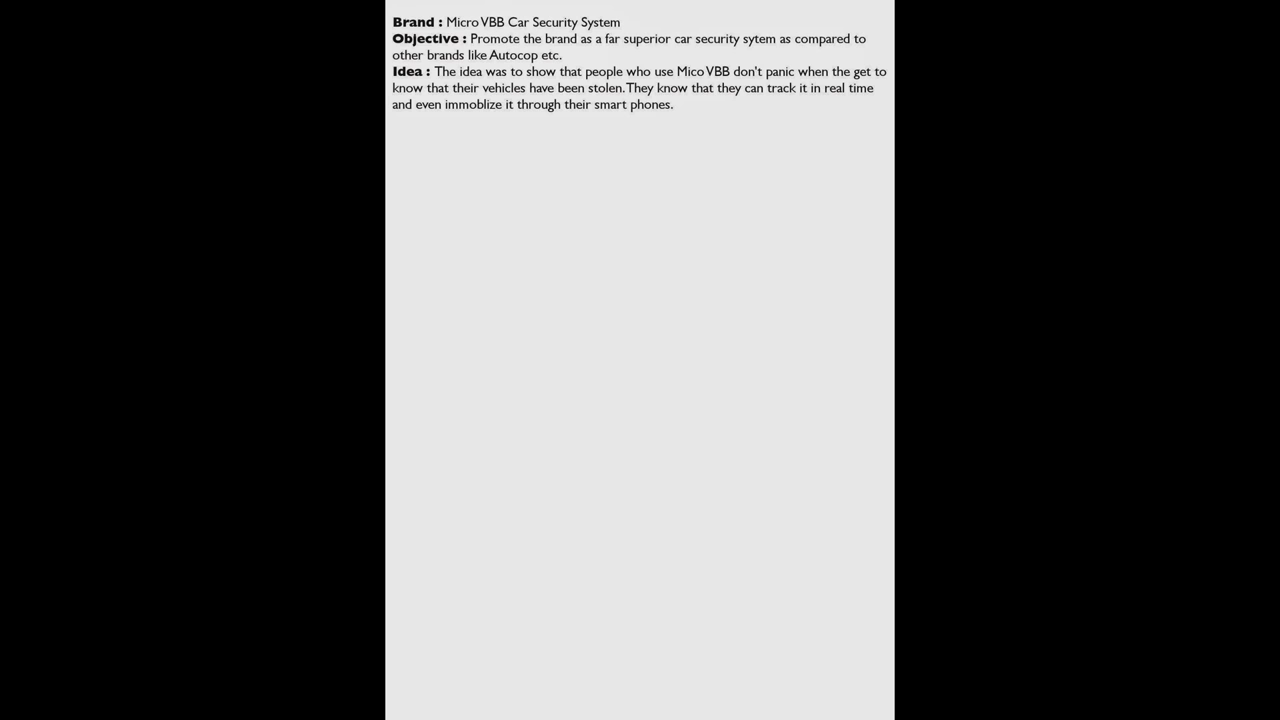 Brand : Micro VBB Car Security System
Objective : Promote the brand as a far superior car security sytem as compared to
other brands like Autocop etc.
Idea : The idea was to show that people who use Mico VBB don't panic when the get to
know that their vehicles have been stolen. They know that they can track it in real time
and even immoblize it through their smart phones.